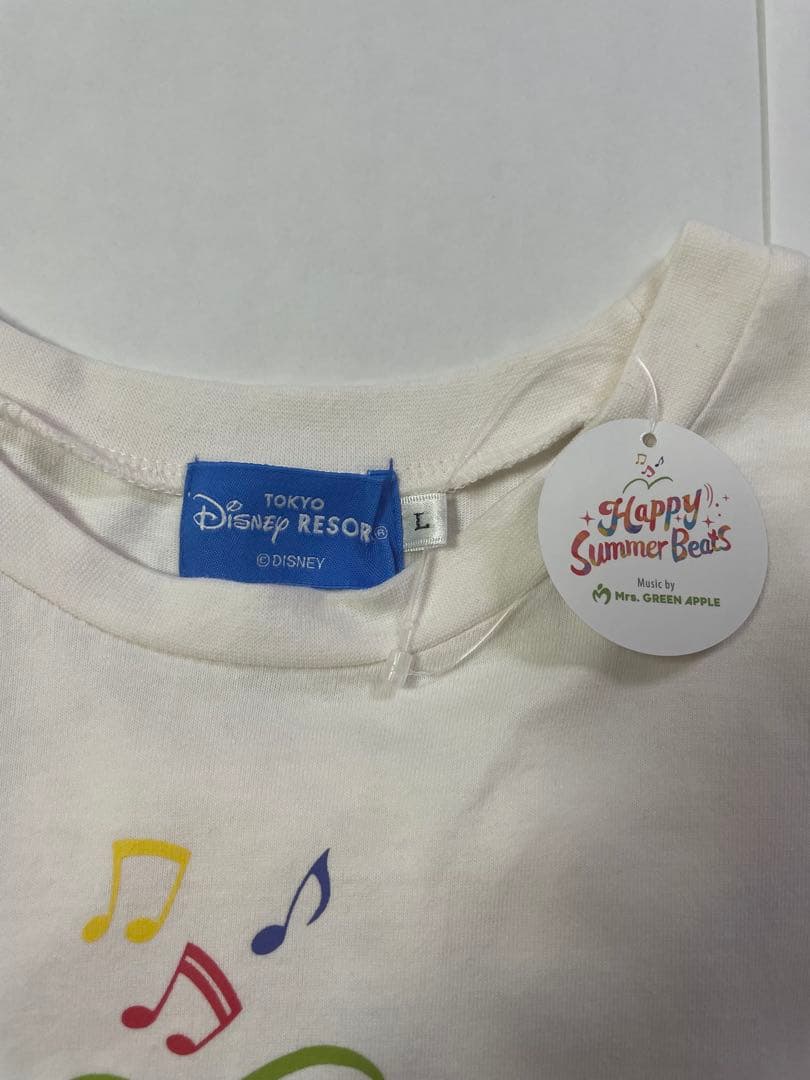 TOKYO
Disney RESOR®
© DISNEY
L
Happy
Summer Beats
Music by
Mrs. GREEN APPLE